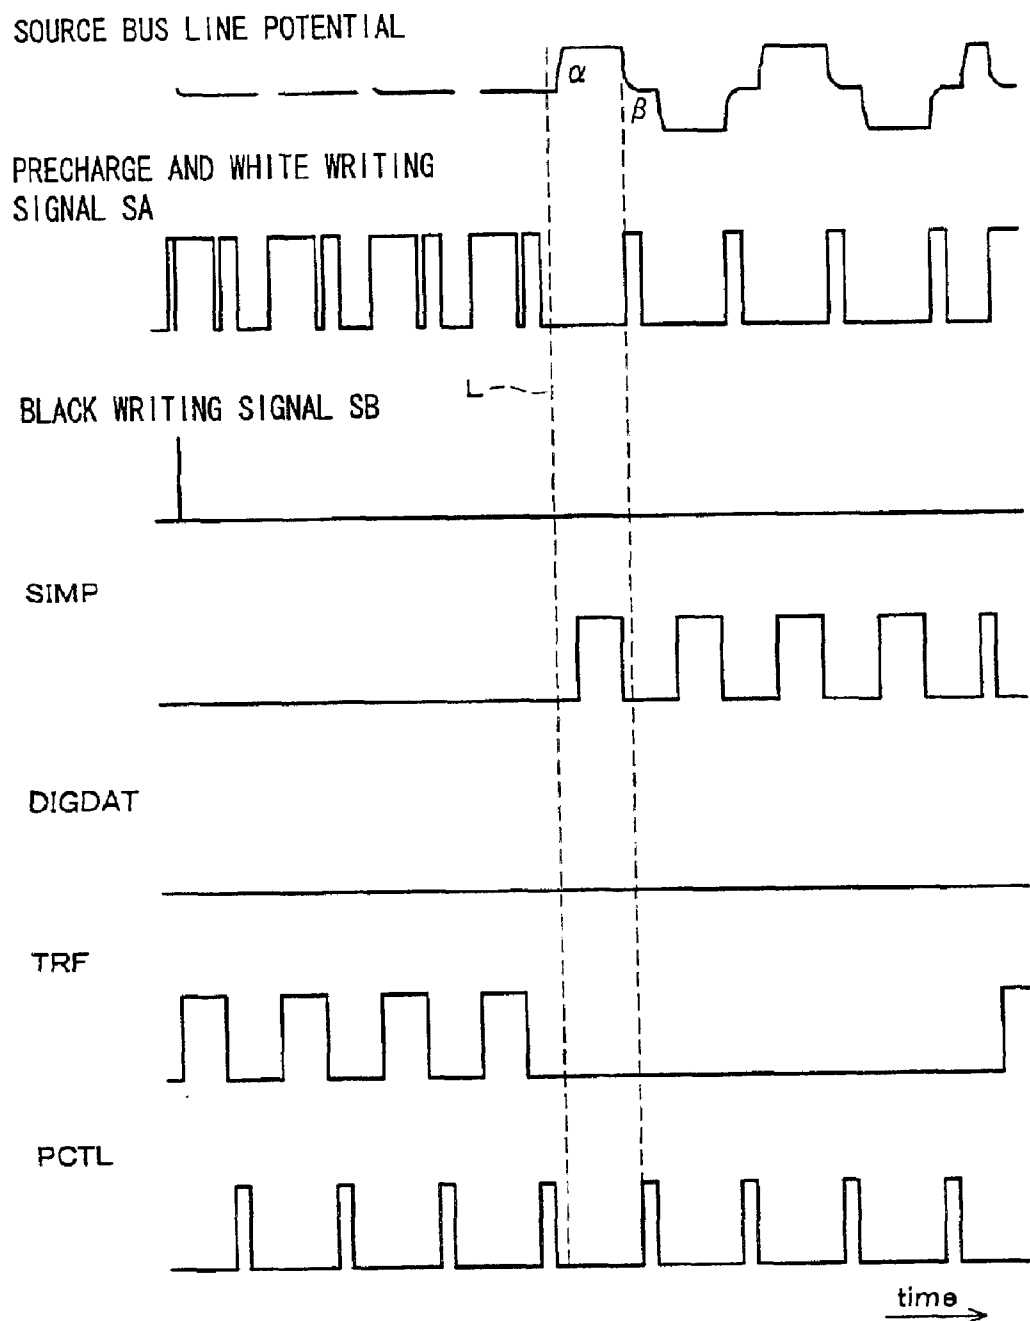 SOURCE BUS LINE POTENTIAL
α
β
PRECHARGE AND WHITE WRITING
SIGNAL SA
L
BLACK WRITING SIGNAL SB
SIMP
DIGDAT
TRF
PCTL
time